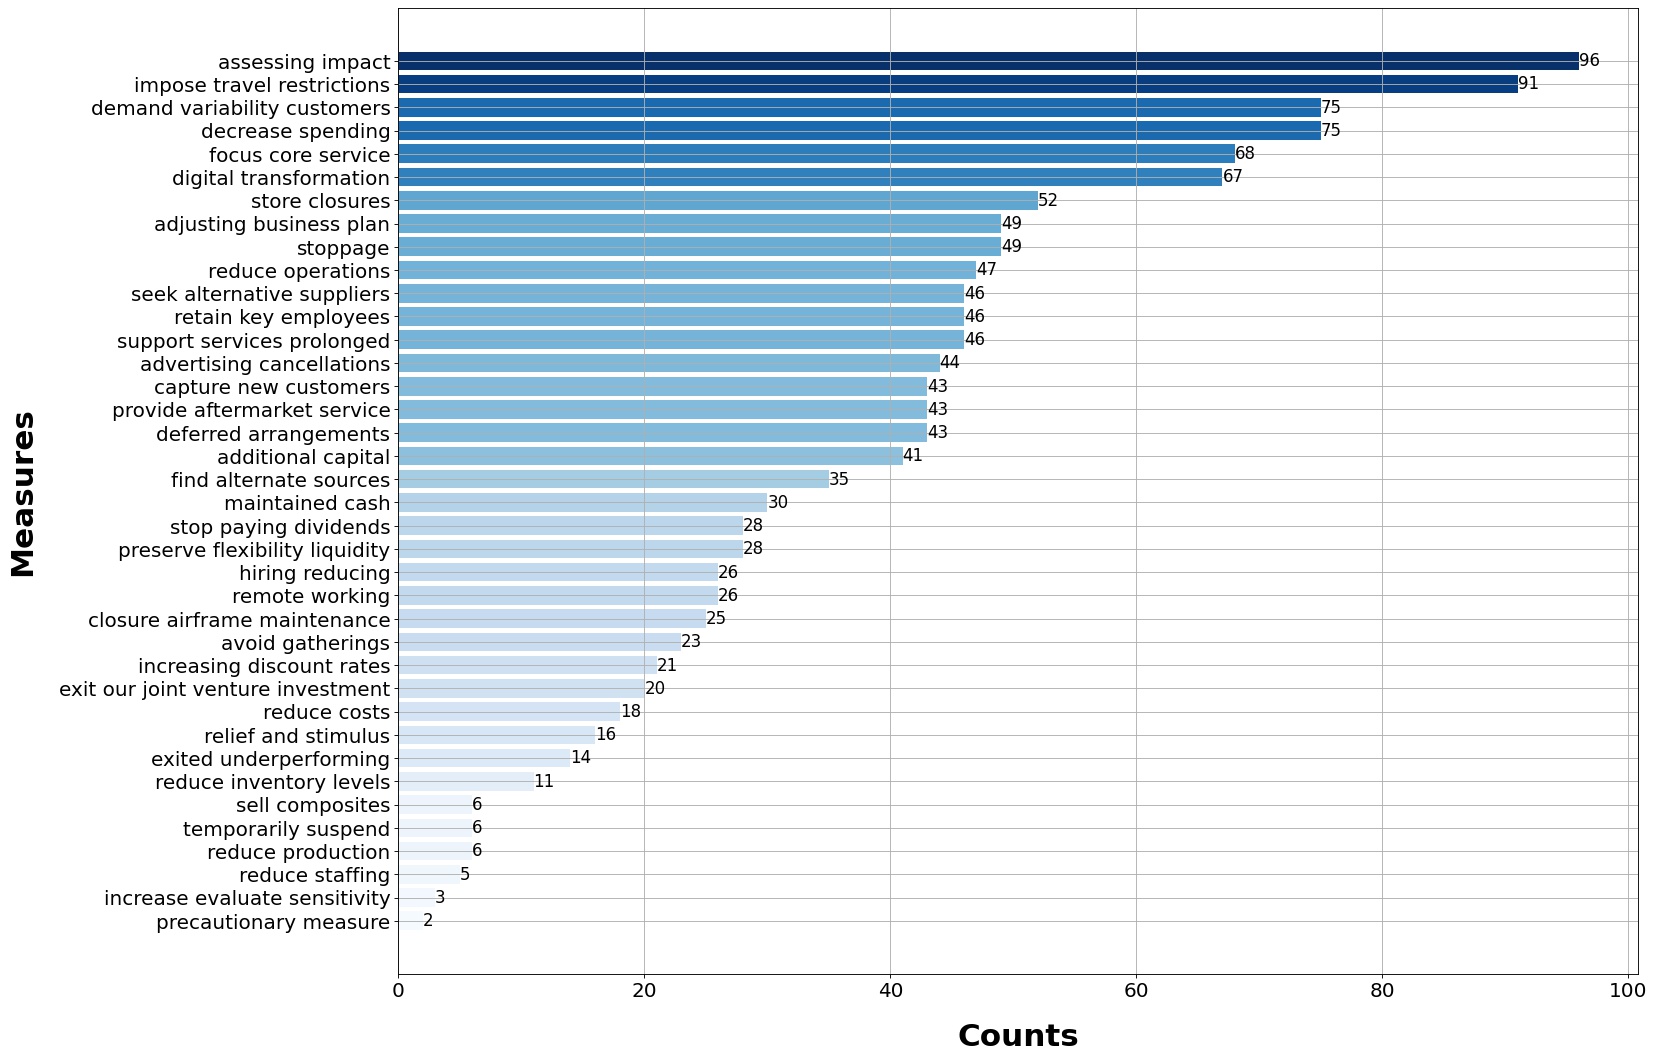 assessing impact 96
impose travel restrictions 91
demand variability customers 75
decrease spending 75
focus core service 68
digital transformation 67
store closures 52
adjusting business plan 49
stoppage 49
reduce operations 47
seek alternative suppliers 46
retain key employees 46
support services prolonged 46
advertising cancellations 44
capture new customers 43
provide aftermarket service 43
deferred arrangements 43
additional capital 41
find alternate sources 35
maintained cash 30
stop paying dividends 28
preserve flexibility liquidity 28
hiring reducing 26
remote working 26
closure airframe maintenance 25
avoid gatherings 23
increasing discount rates 21
exit our joint venture investment 20
reduce costs 18
relief and stimulus 16
exited underperforming 14
reduce inventory levels 11
sell composites 6
temporarily suspend 6
reduce production 6
reduce staffing 5
increase evaluate sensitivity 3
precautionary measure 2
Measures
0 20 40 60 80 100
Counts